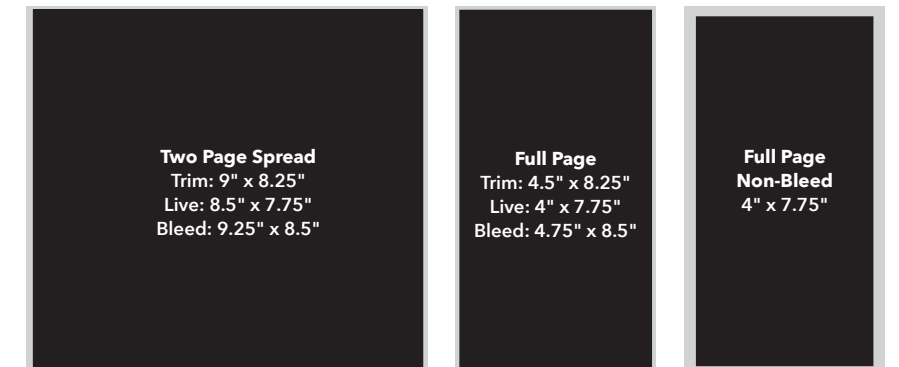 Two Page Spread
Trim: 9" x 8.25"
Live: 8.5" x 7.75"
Bleed: 9.25" x 8.5"
Full Page
Trim: 4.5" x 8.25"
Live: 4" x 7.75"
Bleed: 4.75" x 8.5"
Full Page
Non-Bleed
4" x 7.75"